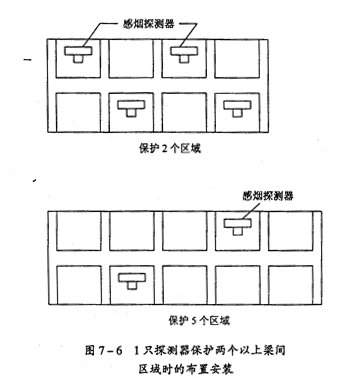 感烟探测器
保护2个区域
感烟探测器
保护5个区域
图7-6 1只探测器保护两个以上梁间
区域时的布置安装